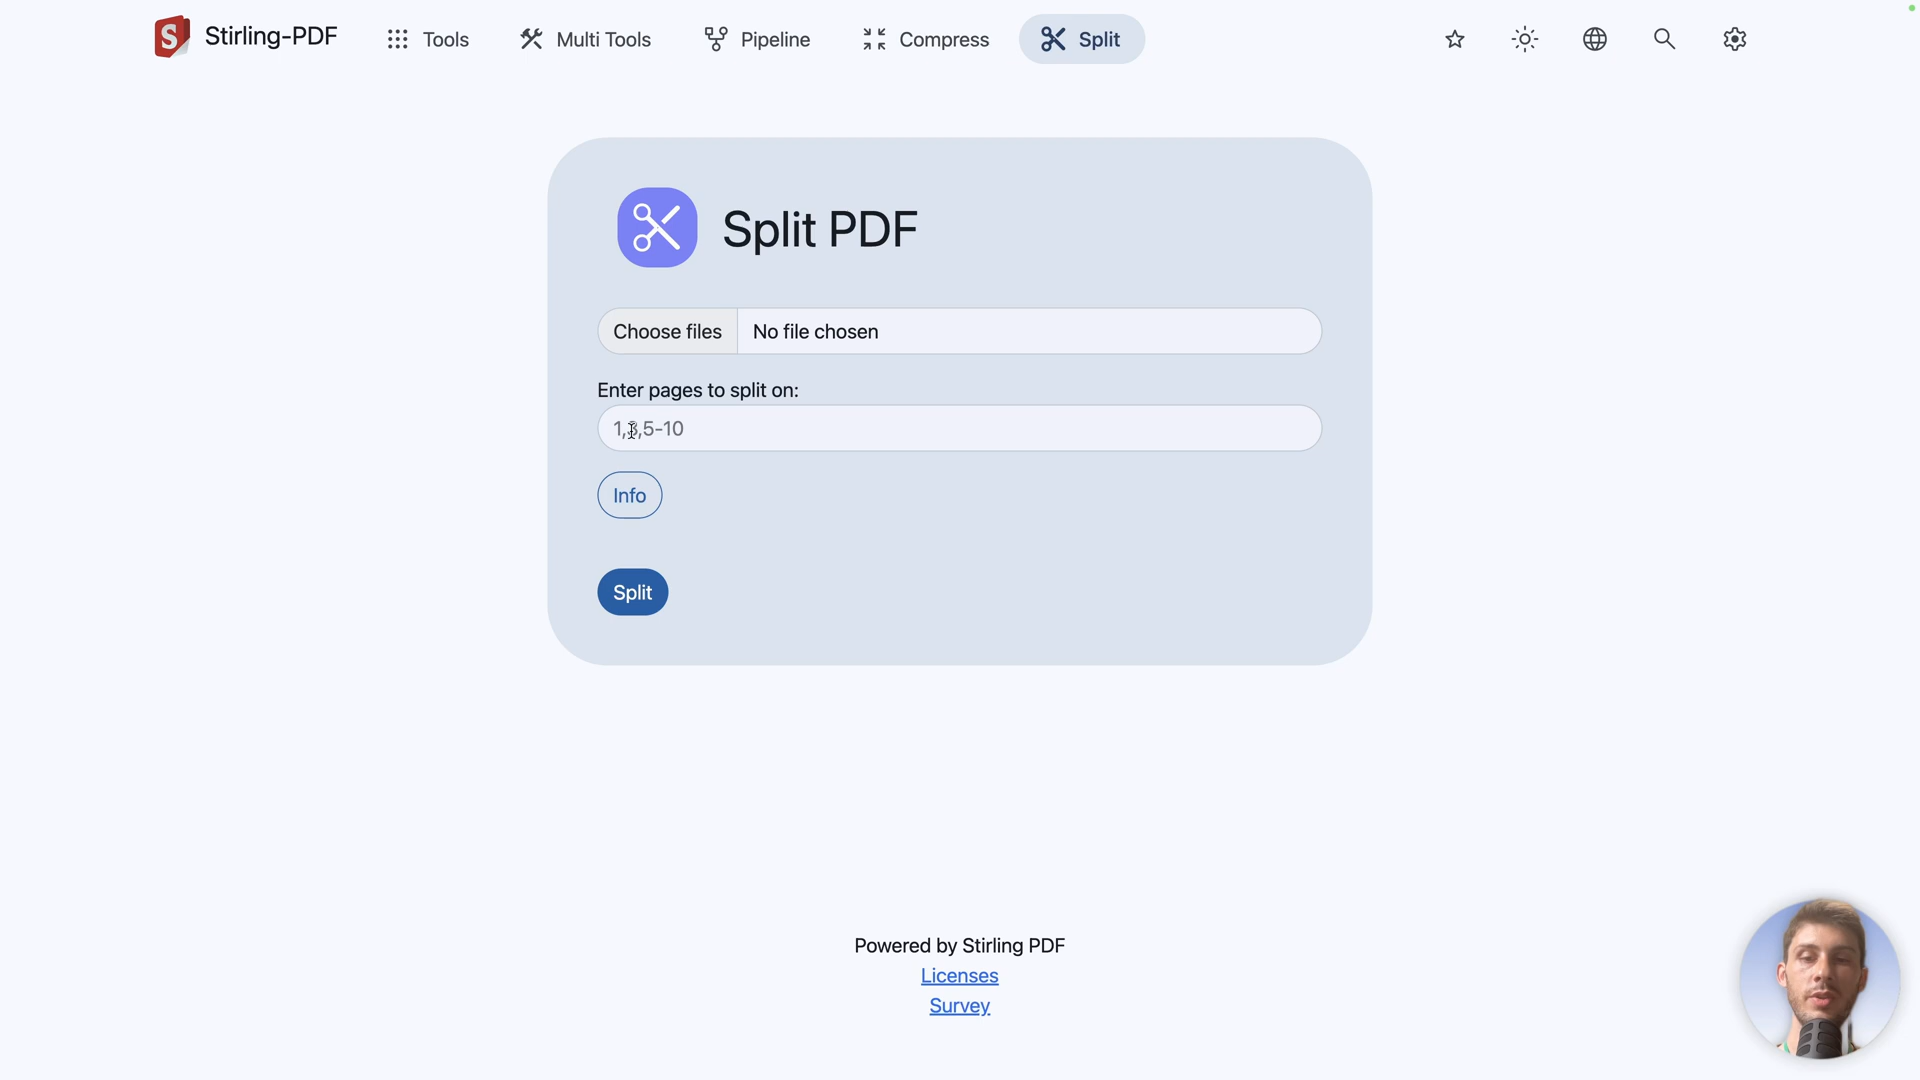 S Stirling-PDF Tools Multi Tools Pipeline Compress Split
Split PDF
Choose files No file chosen
Enter pages to split on:
1,3,5-10
Info
Split
Powered by Stirling PDF
Licenses
Survey